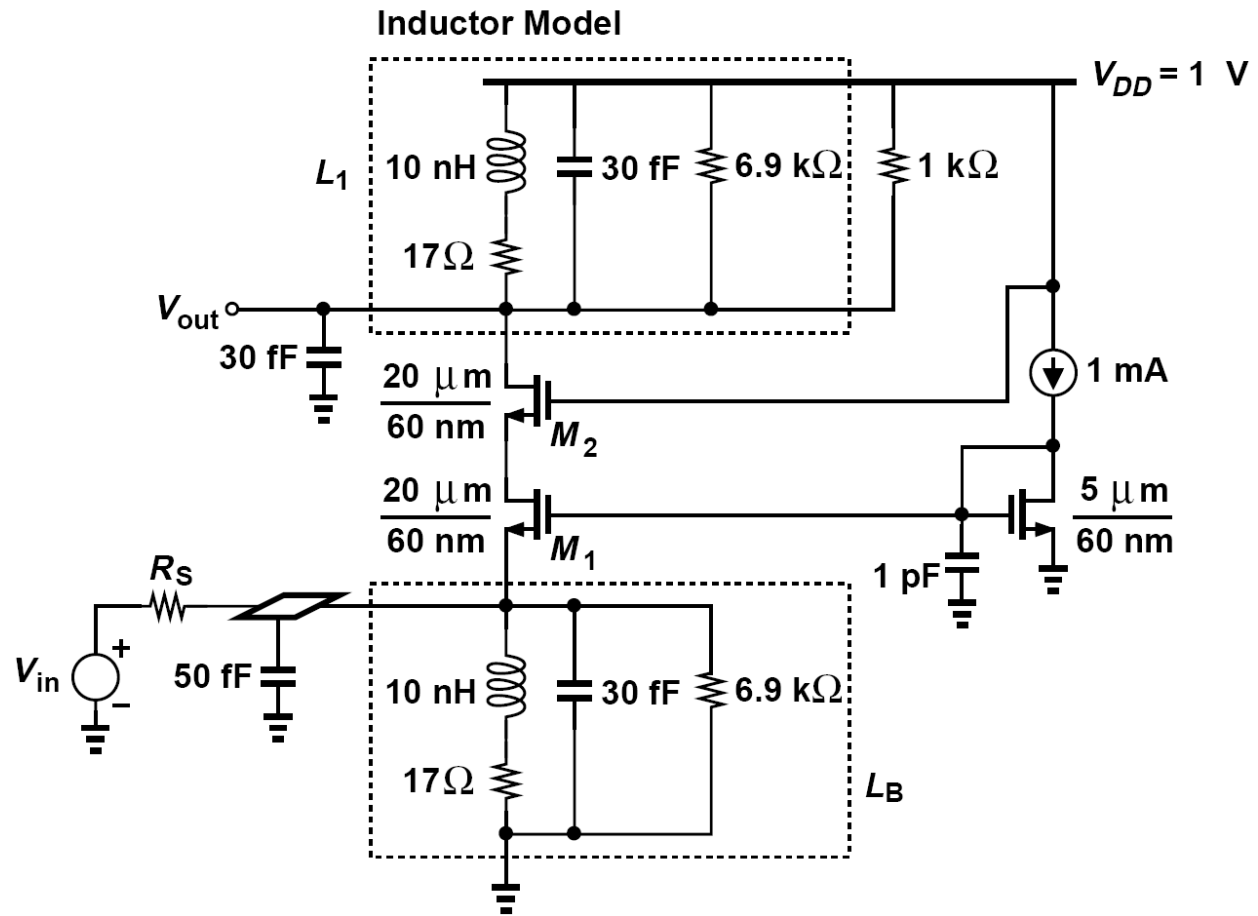 Inductor Model
V_DD = 1 V
L_1
10 nH
30 fF
6.9 kΩ
1 kΩ
17Ω
V_out
30 fF
1 mA
20 μm
60 nm
M_2
20 μm
60 nm
M_1
5 μm
60 nm
1 pF
R_S
V_in
+
−
50 fF
10 nH
30 fF
6.9 kΩ
17Ω
L_B